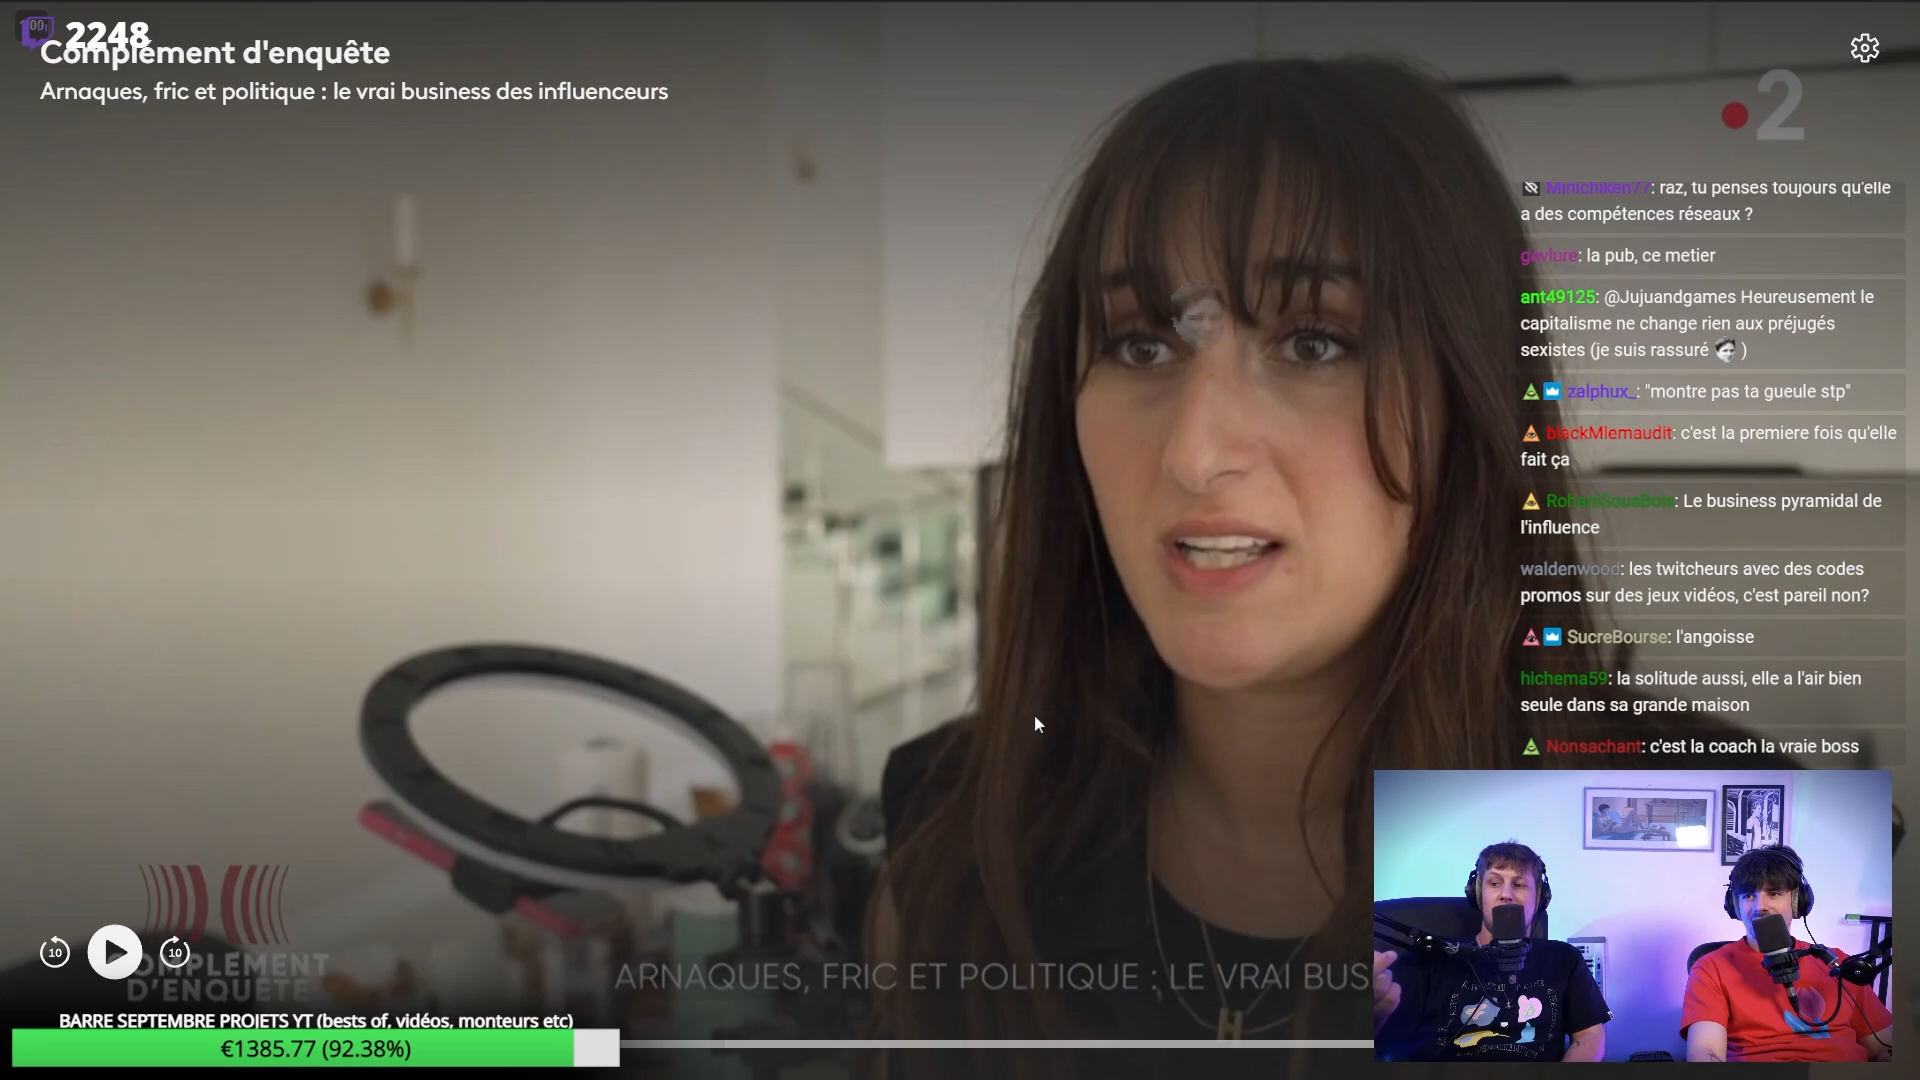 2248
Complément d'enquête
Arnaques, fric et politique : le vrai business des influenceurs
2
Minichiken77: raz, tu penses toujours qu'elle
a des compétences réseaux ?
: la pub, ce metier
ant49125: @Jujuandgames Heureusement le
capitalisme ne change rien aux préjugés
sexistes (je suis rassuré )
zalphux_: "montre pas ta gueule stp"
blackMlemaudit: c'est la premiere fois qu'elle
fait ça
: Le business pyramidal de
l'influence
waldenwood: les twitcheurs avec des codes
promos sur des jeux vidéos, c'est pareil non?
SucreBourse: l'angoisse
hichema59: la solitude aussi, elle a l'air bien
seule dans sa grande maison
Nonsachant: c'est la coach la vraie boss
10
10
COMPLÉMENT
D'ENQUÊTE
ARNAQUES, FRIC ET POLITIQUE : LE VRAI BUS
BARRE SEPTEMBRE PROJETS YT (bests of, vidéos, monteurs etc)
€1385.77 (92.38%)